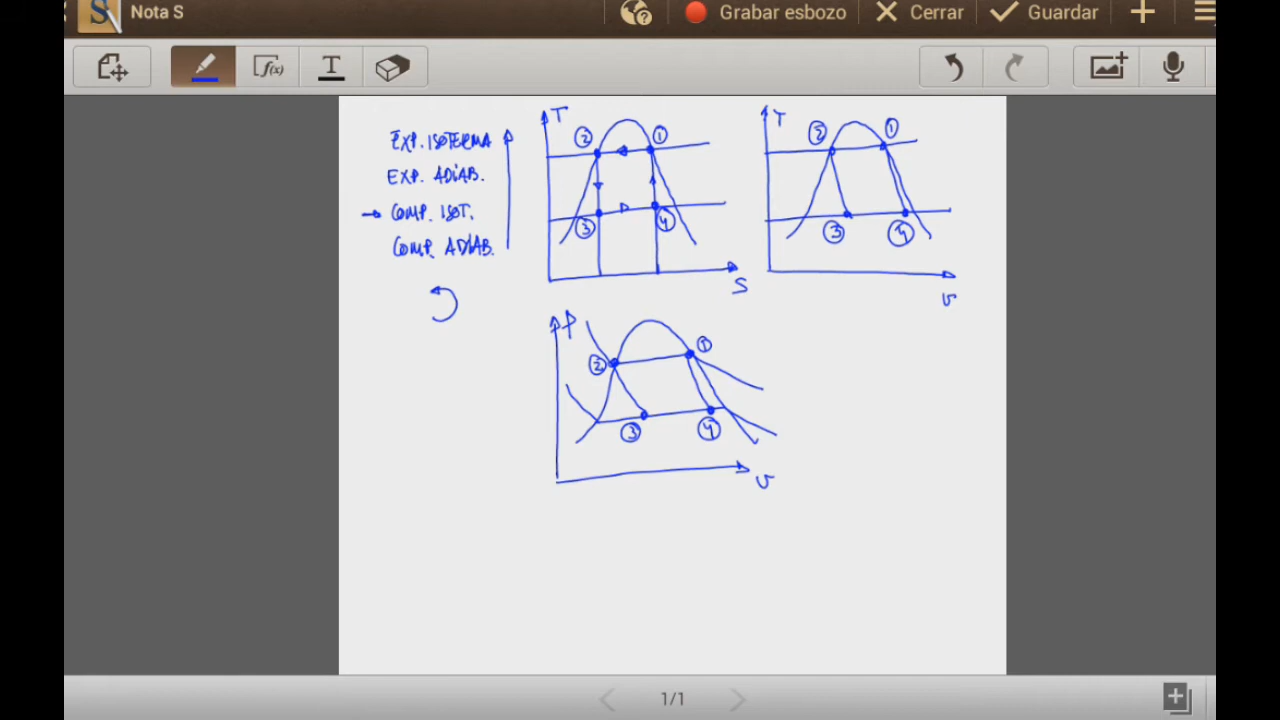 Nota S
Grabar esbozo
Cerrar
Guardar
f(x)
T
EXP. ISOTERMA
EXP. ADIAB.
COMP. ISOT.
COMP. ADIAB.
T
2
1
3
4
S
T
2
1
3
4
v
P
2
1
3
4
v
1/1